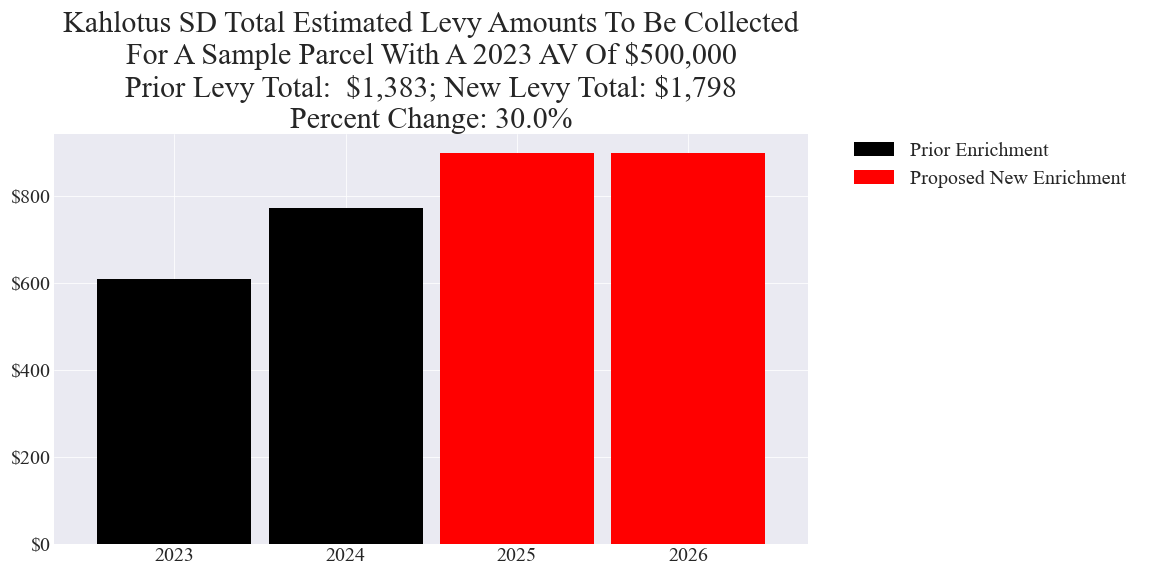 Kahlotus SD Total Estimated Levy Amounts To Be Collected
For A Sample Parcel With A 2023 AV Of $500,000
Prior Levy Total:  $1,383; New Levy Total: $1,798
Percent Change: 30.0%
Prior Enrichment
Proposed New Enrichment
$800
$600
$400
$200
$0
2023 2024 2025 2026